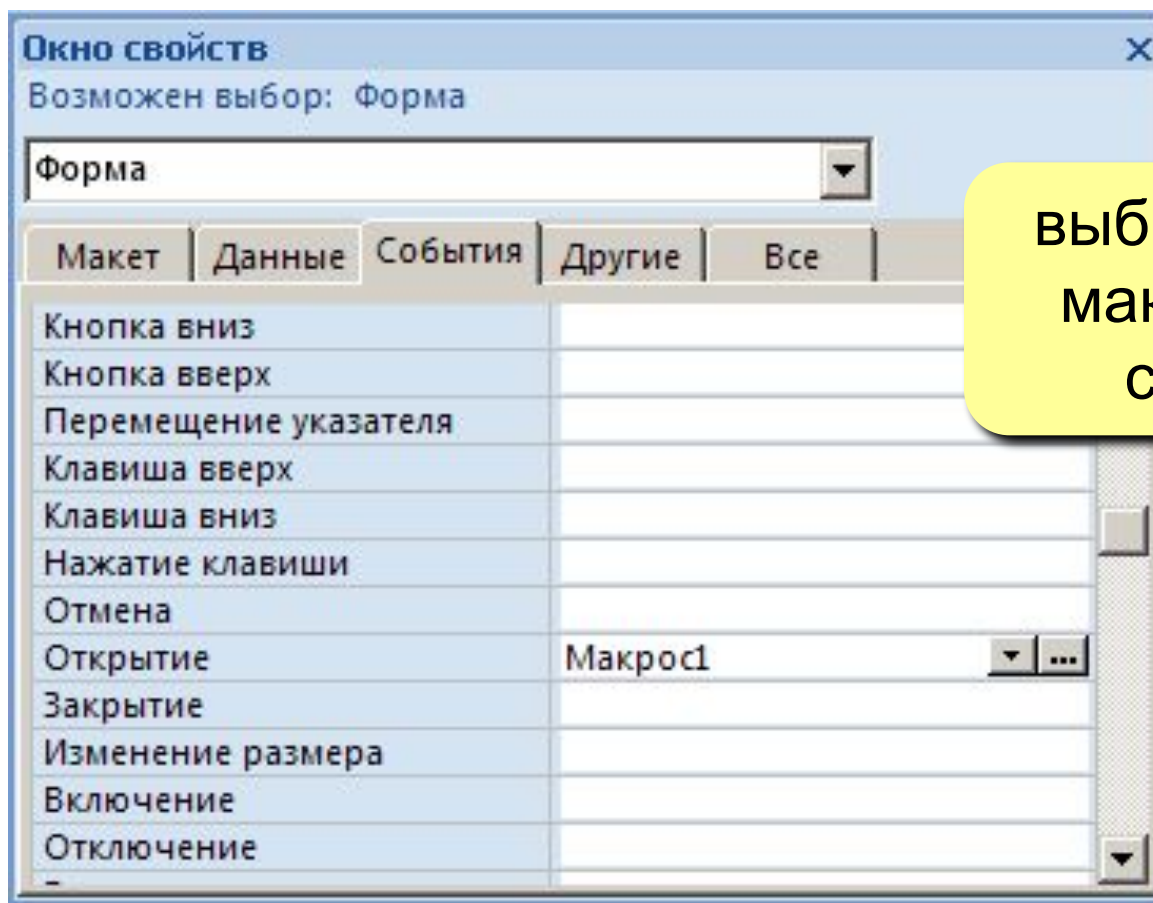 Окно свойств
Возможен выбор: Форма
Форма
Макет Данные События Другие Все
Кнопка вниз
Кнопка вверх
Перемещение указателя
Клавиша вверх
Клавиша вниз
Нажатие клавиши
Отмена
Открытие Макрос1 ...
Закрытие
Изменение размера
Включение
Отключение